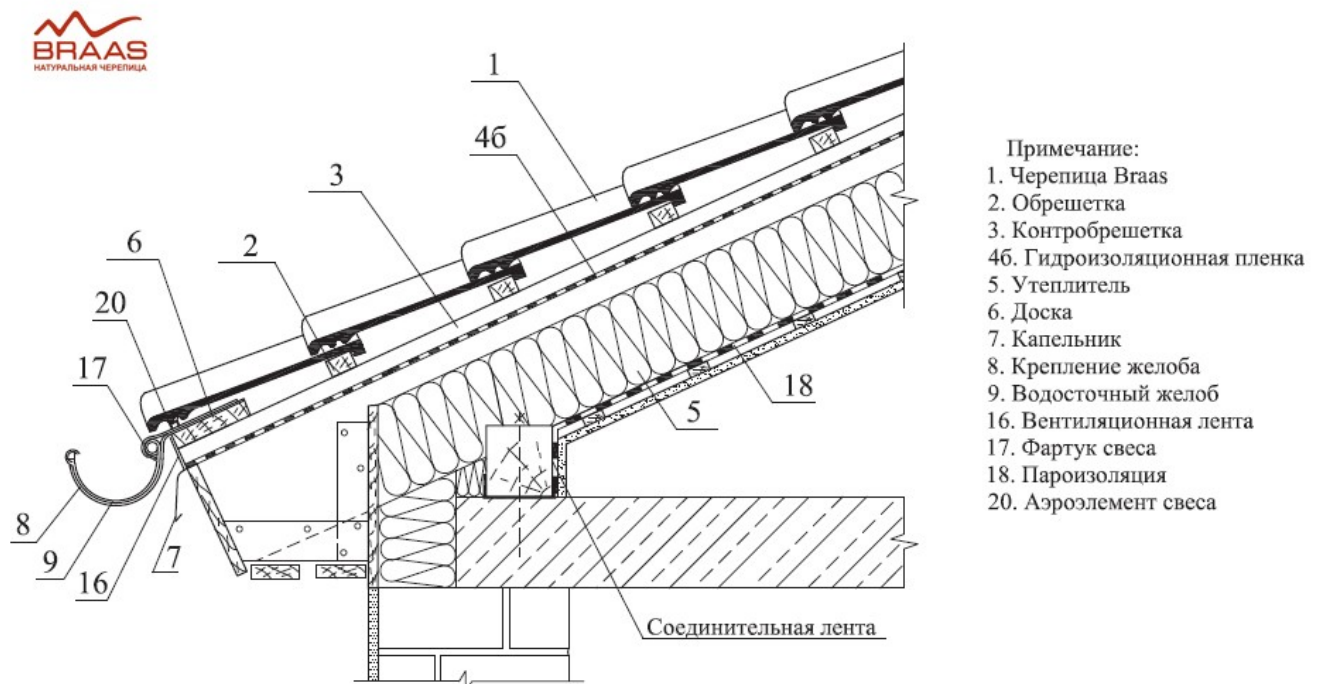 BRAAS
НАТУРАЛЬНАЯ ЧЕРЕПИЦА
1
4б
3
6
2
20
17
18
5
8
9
16
7
Соединительная лента
Примечание:
1. Черепица Braas
2. Обрешетка
3. Контробрешетка
4б. Гидроизоляционная пленка
5. Утеплитель
6. Доска
7. Капельник
8. Крепление желоба
9. Водосточный желоб
16. Вентиляционная лента
17. Фартук свеса
18. Пароизоляция
20. Аэроэлемент свеса